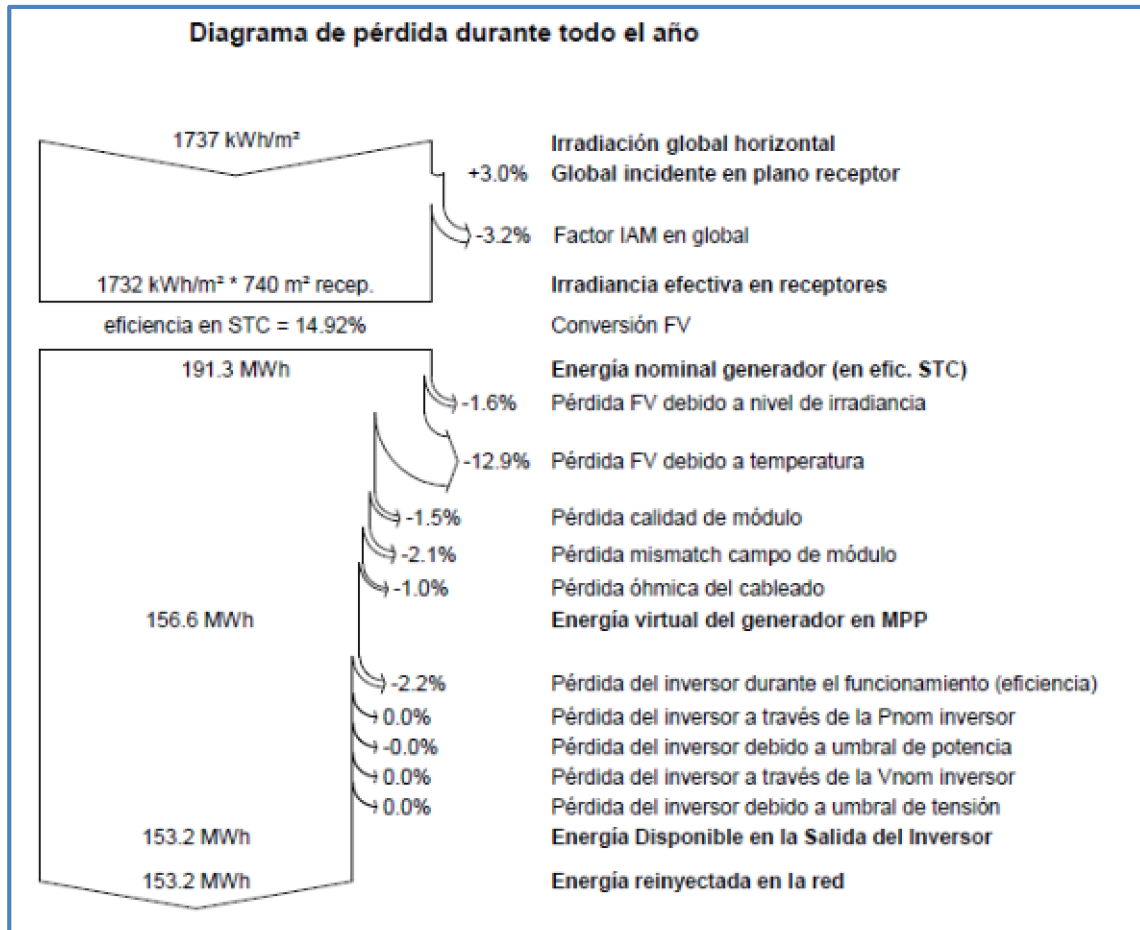 Diagrama de pérdida durante todo el año
1737 kWh/m² Irradiación global horizontal
+3.0% Global incidente en plano receptor
-3.2% Factor IAM en global
1732 kWh/m² * 740 m² recep. Irradiancia efectiva en receptores
eficiencia en STC = 14.92% Conversión FV
191.3 MWh Energía nominal generador (en efic. STC)
-1.6% Pérdida FV debido a nivel de irradiancia
-12.9% Pérdida FV debido a temperatura
-1.5% Pérdida calidad de módulo
-2.1% Pérdida mismatch campo de módulo
-1.0% Pérdida óhmica del cableado
156.6 MWh Energía virtual del generador en MPP
-2.2% Pérdida del inversor durante el funcionamiento (eficiencia)
0.0% Pérdida del inversor a través de la Pnom inversor
-0.0% Pérdida del inversor debido a umbral de potencia
0.0% Pérdida del inversor a través de la Vnom inversor
0.0% Pérdida del inversor debido a umbral de tensión
153.2 MWh Energía Disponible en la Salida del Inversor
153.2 MWh Energía reinyectada en la red